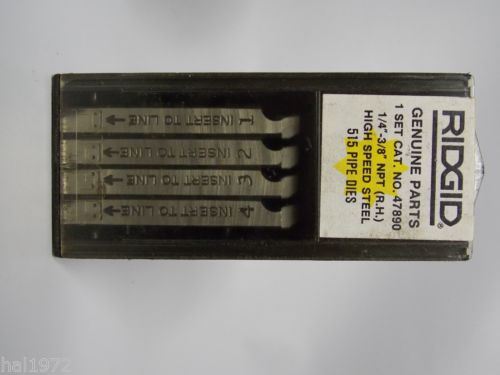 RIDGID®
GENUINE PARTS
1 SET CAT. NO. 47890
1/4"-3/8" NPT (R.H.)
HIGH SPEED STEEL
515 PIPE DIES
1 INSERT TO LINE
2 INSERT TO LINE
3 INSERT TO LINE
4 INSERT TO LINE
hal1972